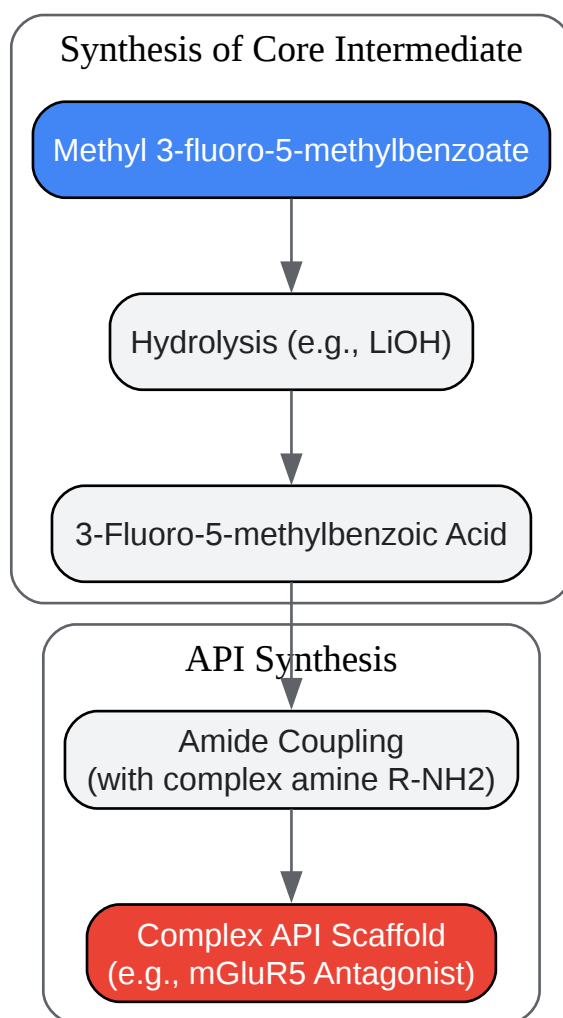 Synthesis of Core Intermediate
Methyl 3-fluoro-5-methylbenzoate
Hydrolysis (e.g., LiOH)
3-Fluoro-5-methylbenzoic Acid
API Synthesis
Amide Coupling
(with complex amine R-NH2)
Complex API Scaffold
(e.g., mGluR5 Antagonist)